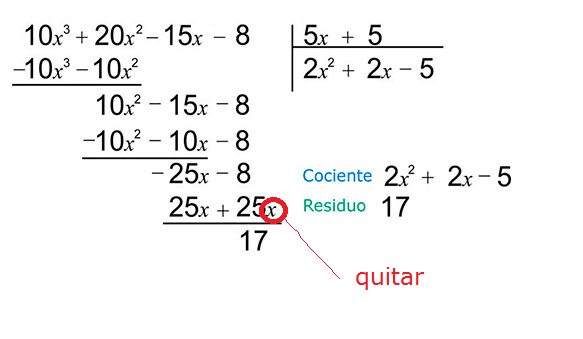 10x³ + 20x² – 15x – 8 | 5x + 5
–10x³ – 10x² 2x² + 2x – 5
10x² – 15x – 8
–10x² – 10x – 8
– 25x – 8 Cociente 2x² + 2x – 5
25x + 25x Residuo 17
17
quitar